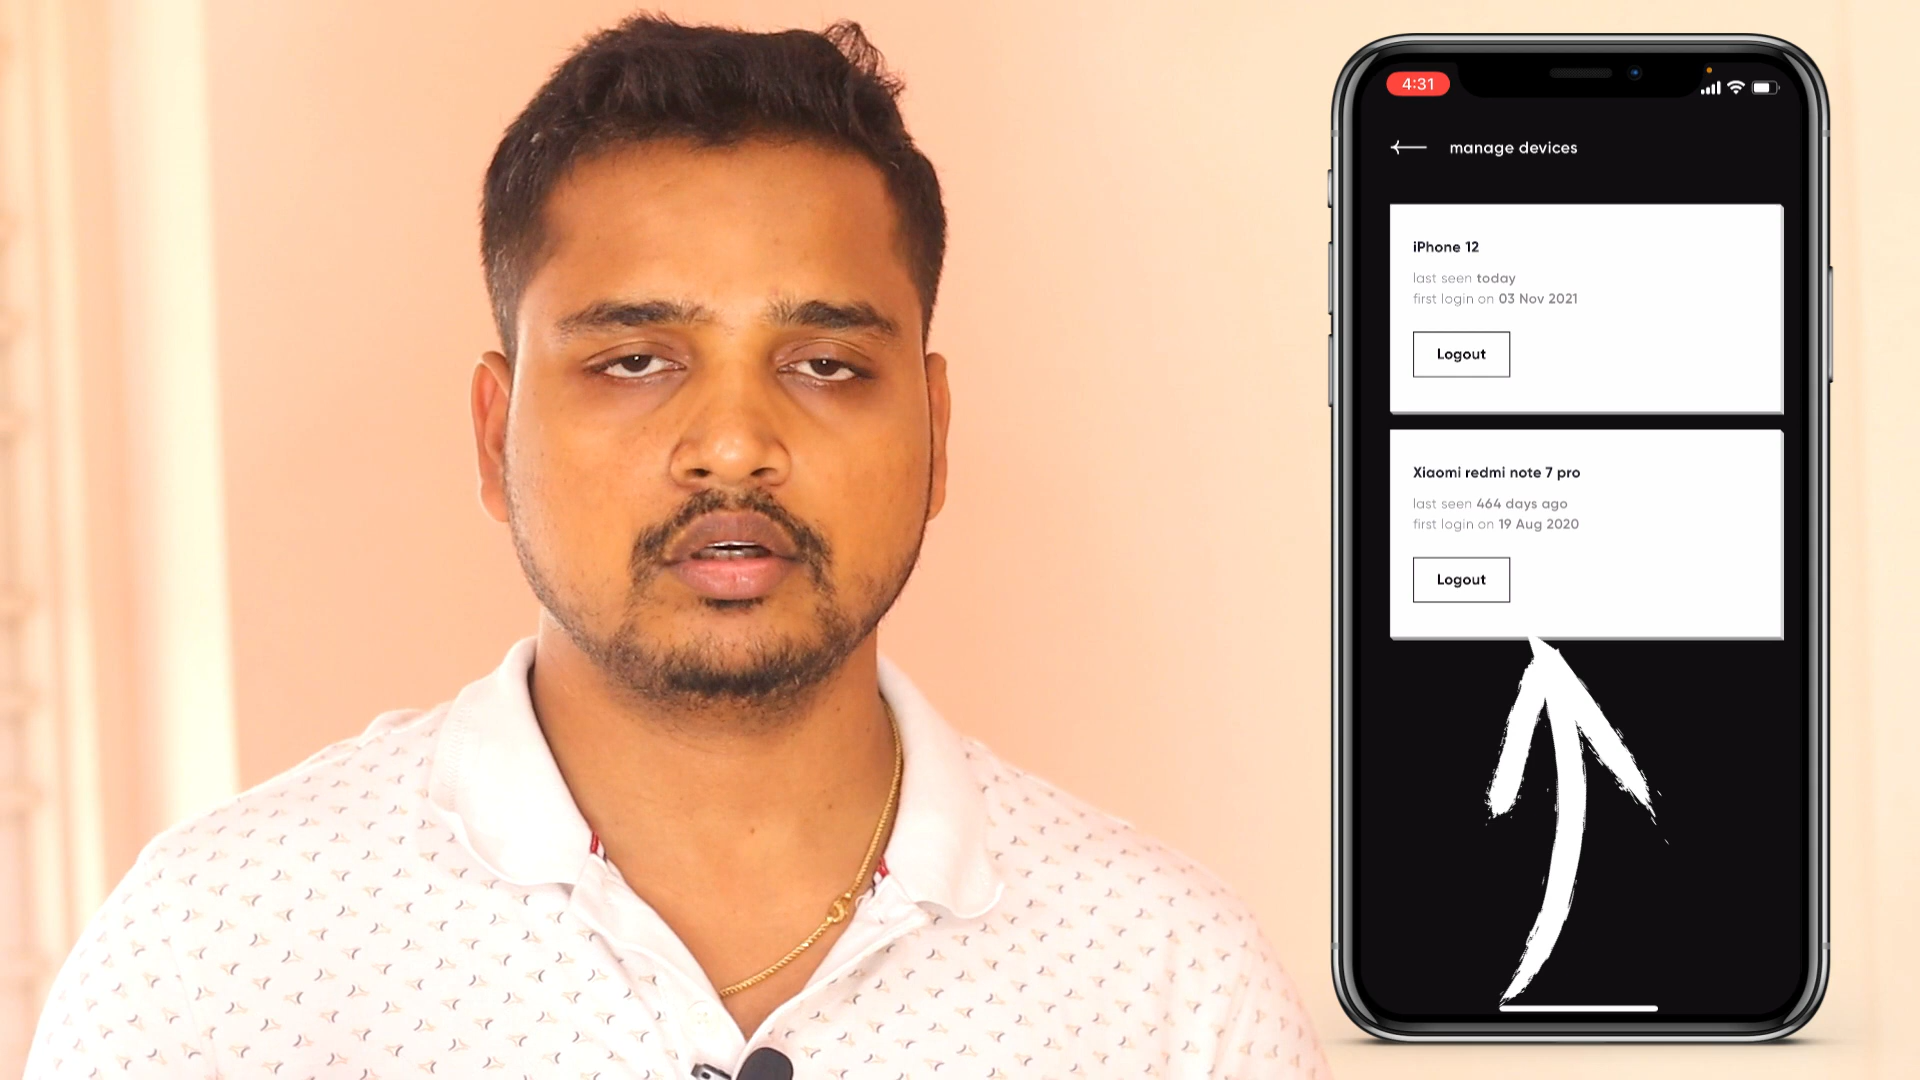 4:31
manage devices
iPhone 12
last seen today
first login on 03 Nov 2021
Logout
Xiaomi redmi note 7 pro
last seen 464 days ago
first login on 19 Aug 2020
Logout